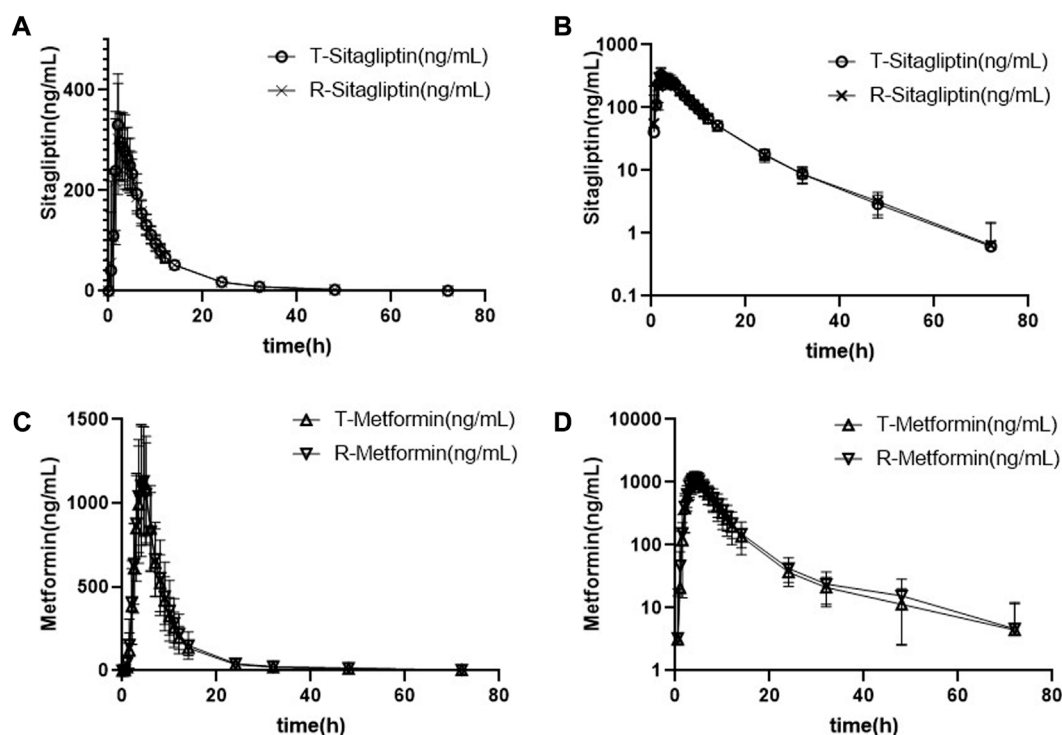 A
Sitagliptin(ng/mL)
T-Sitagliptin(ng/mL)
R-Sitagliptin(ng/mL)
400
200
0
0 20 40 60 80
time(h)
B
Sitagliptin(ng/mL)
T-Sitagliptin(ng/mL)
R-Sitagliptin(ng/mL)
1000
100
10
1
0.1
0 20 40 60 80
time(h)
C
Metformin(ng/mL)
T-Metformin(ng/mL)
R-Metformin(ng/mL)
1500
1000
500
0
0 20 40 60 80
time(h)
D
Metformin(ng/mL)
T-Metformin(ng/mL)
R-Metformin(ng/mL)
10000
1000
100
10
1
0 20 40 60 80
time(h)